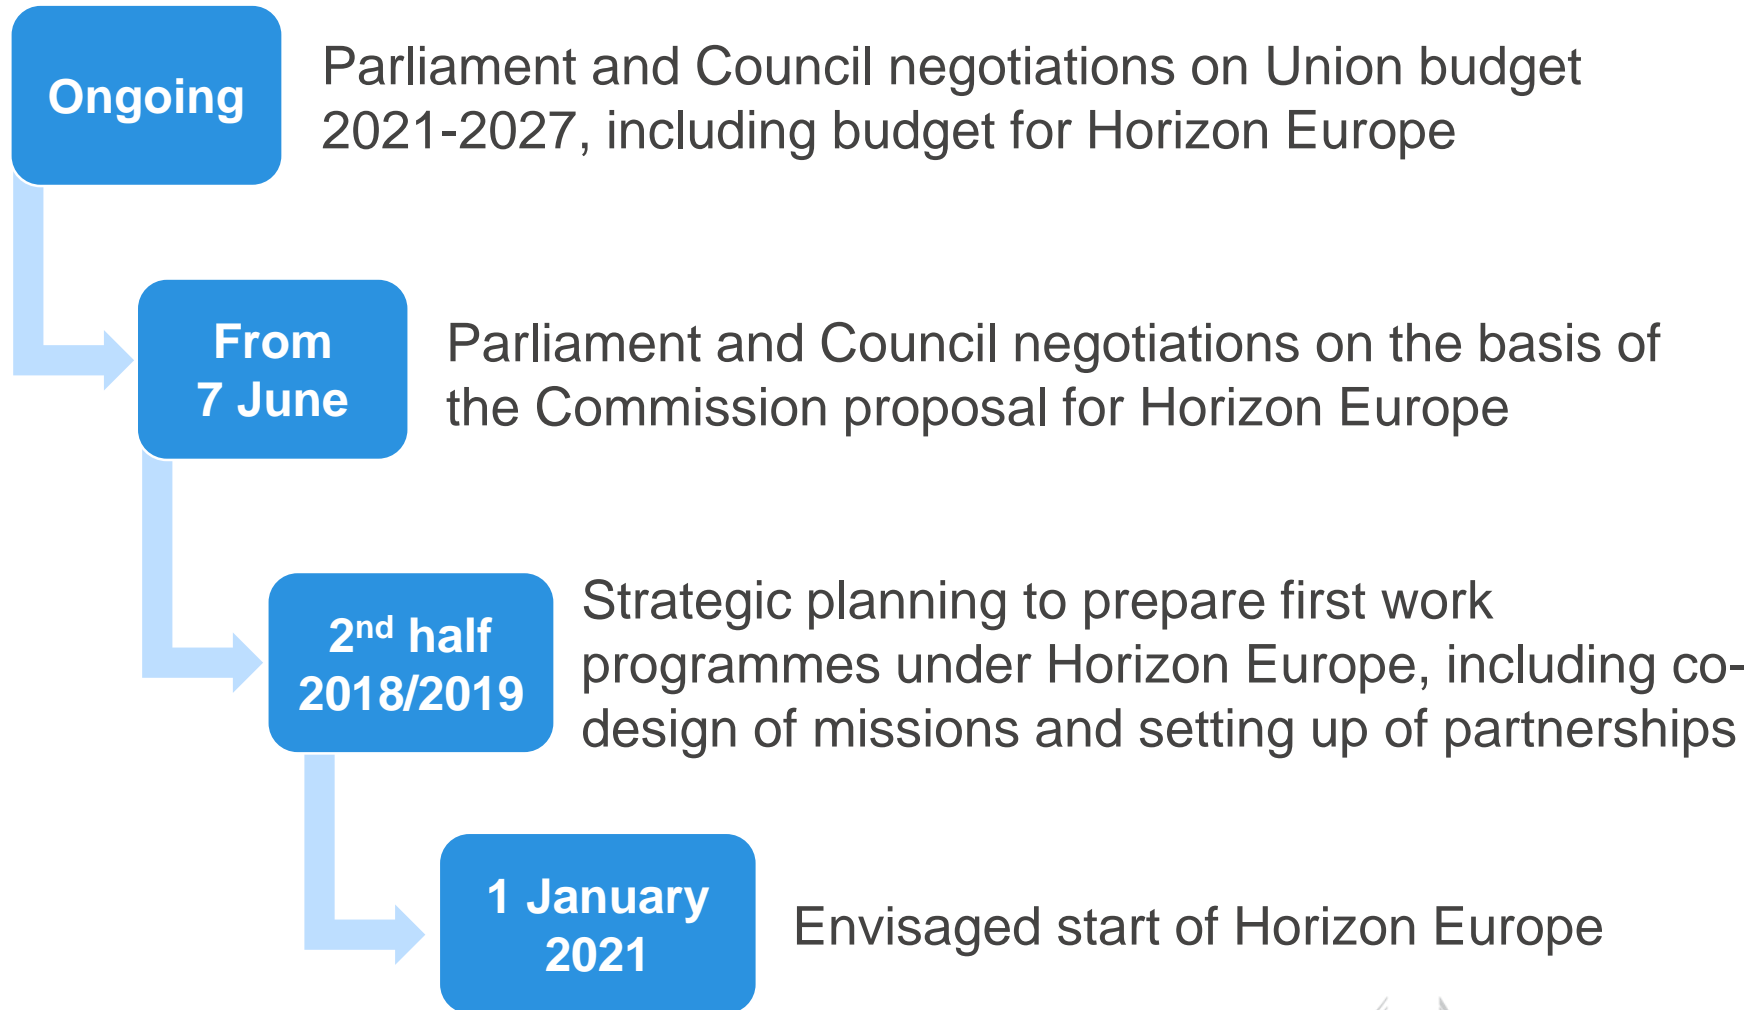 Ongoing
Parliament and Council negotiations on Union budget
2021-2027, including budget for Horizon Europe
From
7 June
Parliament and Council negotiations on the basis of
the Commission proposal for Horizon Europe
2nd half
2018/2019
Strategic planning to prepare first work
programmes under Horizon Europe, including co-
design of missions and setting up of partnerships
1 January
2021
Envisaged start of Horizon Europe